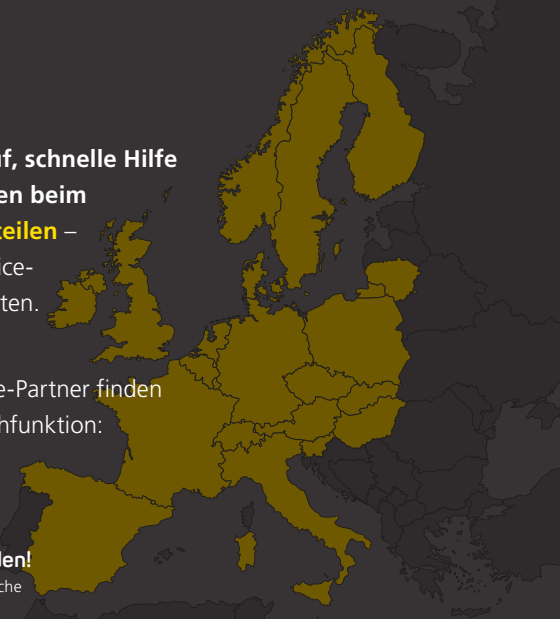 f, schnelle Hilfe
en beim
teilen –
ice-
ten.
e-Partner finden
hfunktion:
den!
che